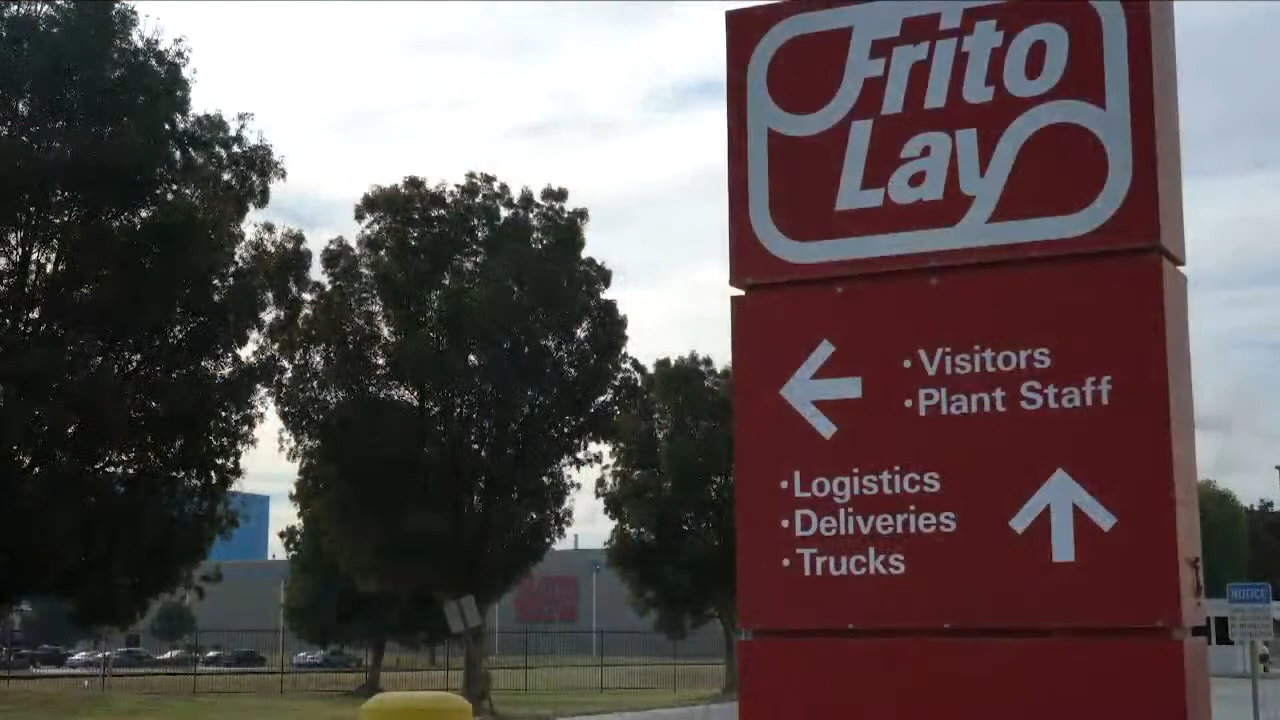 Frito
Lay
•Visitors
•Plant Staff
•Logistics
•Deliveries
•Trucks
NOTICE